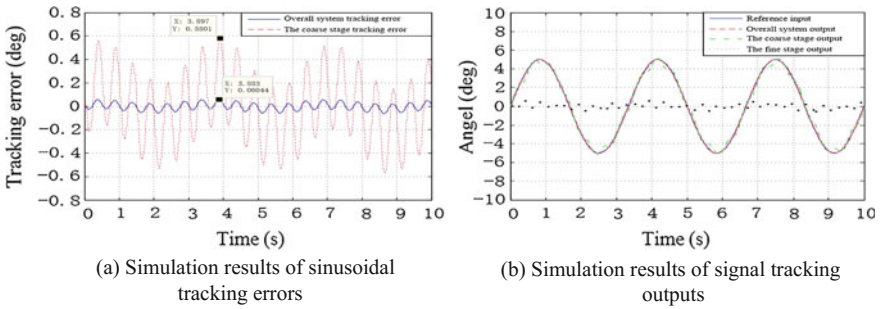 Overall system tracking error
The coarse stage tracking error
X: 3.897
Y: 0.5801
X: 3.883
Y: 0.06044
Tracking error (deg)
0.8
0.6
0.4
0.2
0
−0.2
−0.4
−0.6
−0.8
0 1 2 3 4 5 6 7 8 9 10
Time (s)
(a) Simulation results of sinusoidal
tracking errors
Reference input
Overall system output
The coarse stage output
The fine stage output
Angel (deg)
10
8
6
4
2
0
−2
−4
−6
−8
−10
0 1 2 3 4 5 6 7 8 9 10
Time (s)
(b) Simulation results of signal tracking
outputs